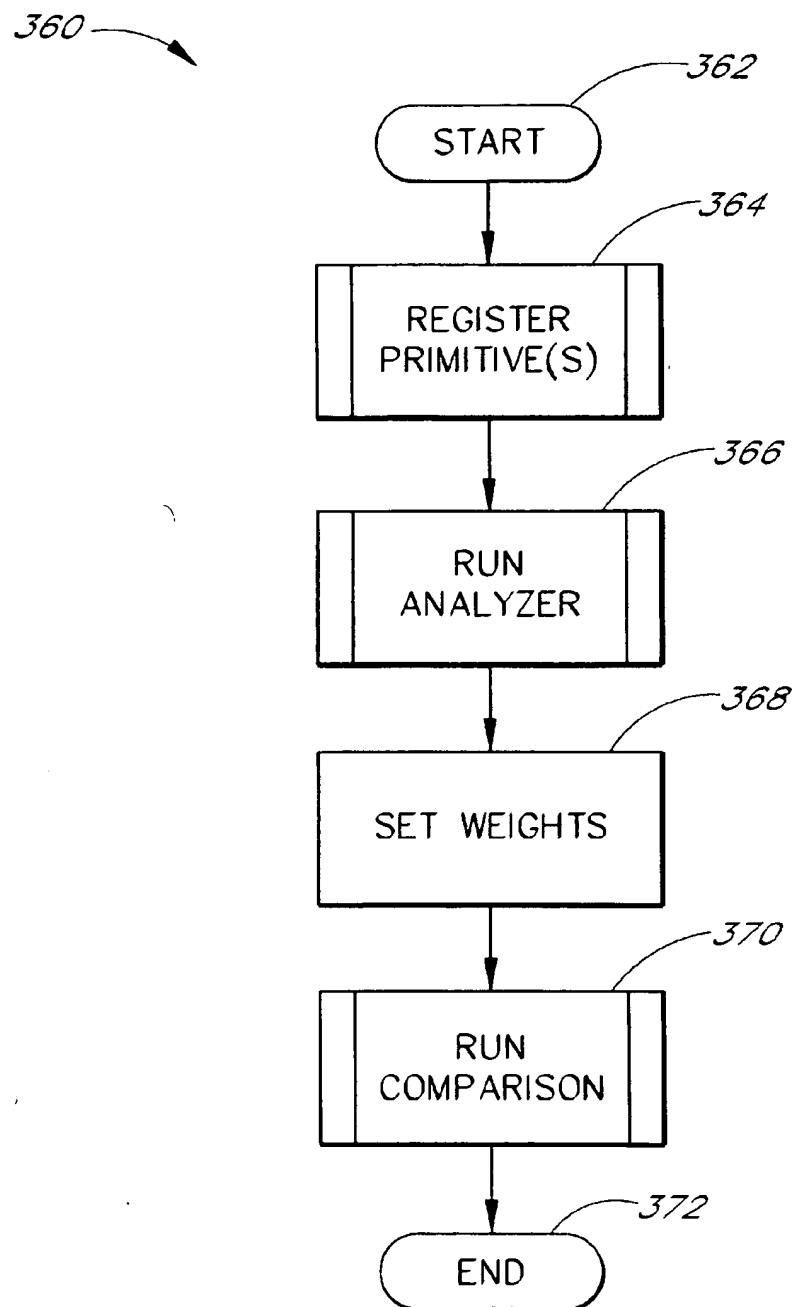 360
362
START
364
REGISTER
PRIMITIVE(S)
366
RUN
ANALYZER
368
SET WEIGHTS
370
RUN
COMPARISON
372
END